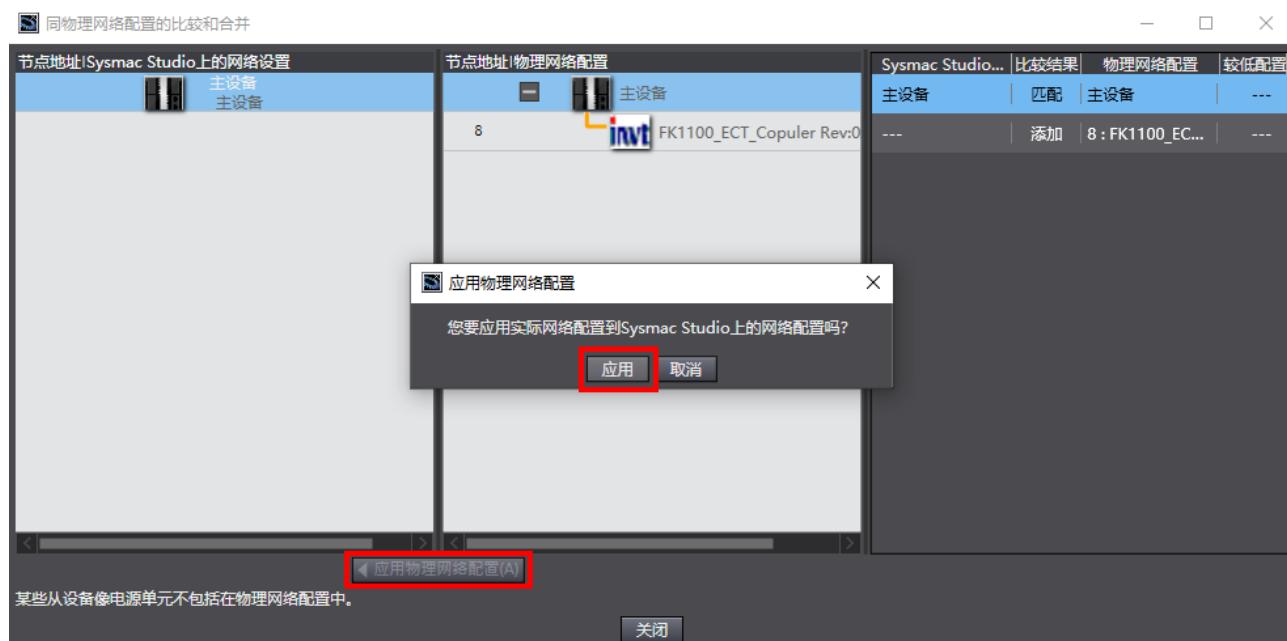 同物理网络配置的比较和合并
节点地址|Sysmac Studio上的网络设置
主设备
主设备
节点地址|物理网络配置
主设备
8 invt FK1100_ECT_Copuler Rev:0
Sysmac Studio... 比较结果 物理网络配置 较低配置
主设备 匹配 主设备 ---
--- 添加 8 : FK1100_EC... ---
应用物理网络配置
您要应用实际网络配置到Sysmac Studio上的网络配置吗?
应用 取消
应用物理网络配置(A)
某些从设备像电源单元不包括在物理网络配置中。
关闭